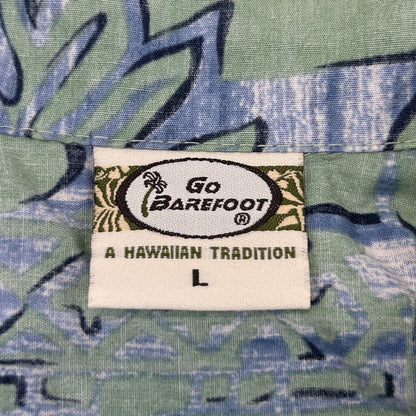 Go
BAREFOOT®
A HAWAIIAN TRADITION
L